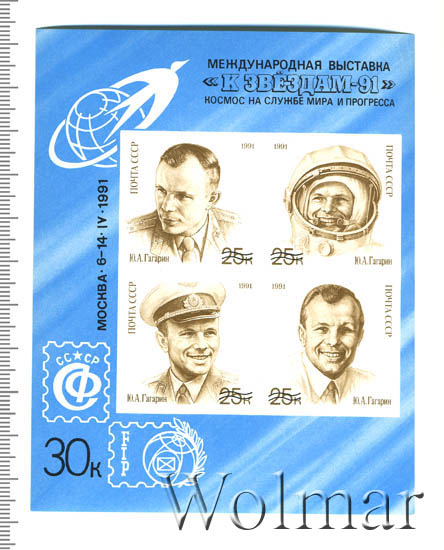 МЕЖДУНАРОДНАЯ ВЫСТАВКА
«К ЗВЁЗДАМ-91»
КОСМОС НА СЛУЖБЕ МИРА И ПРОГРЕССА
МОСКВА · 6-14 · IV · 1991
ПОЧТА СССР
1991
25к
Ю.А.Гагарин
1991
ПОЧТА СССР
25к
Ю.А.Гагарин
ПОЧТА СССР
1991
25к
Ю.А.Гагарин
1991
ПОЧТА СССР
25к
Ю.А.Гагарин
СССР
30к
FIP
Wolmar